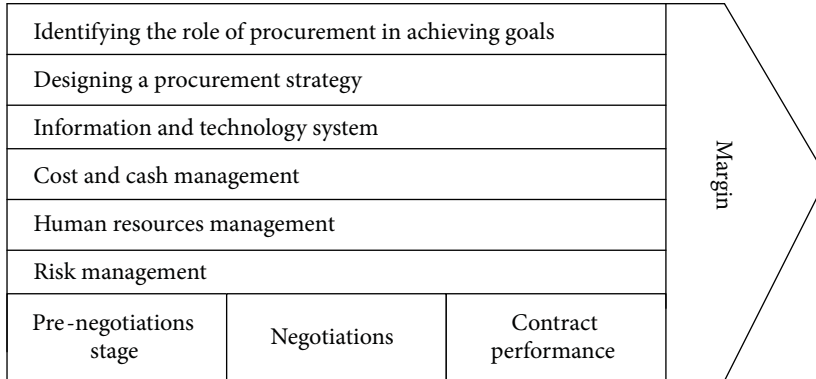 Identifying the role of procurement in achieving goals
Designing a procurement strategy
Information and technology system
Cost and cash management
Human resources management
Risk management
Pre-negotiations
stage
Negotiations
Contract
performance
Margin